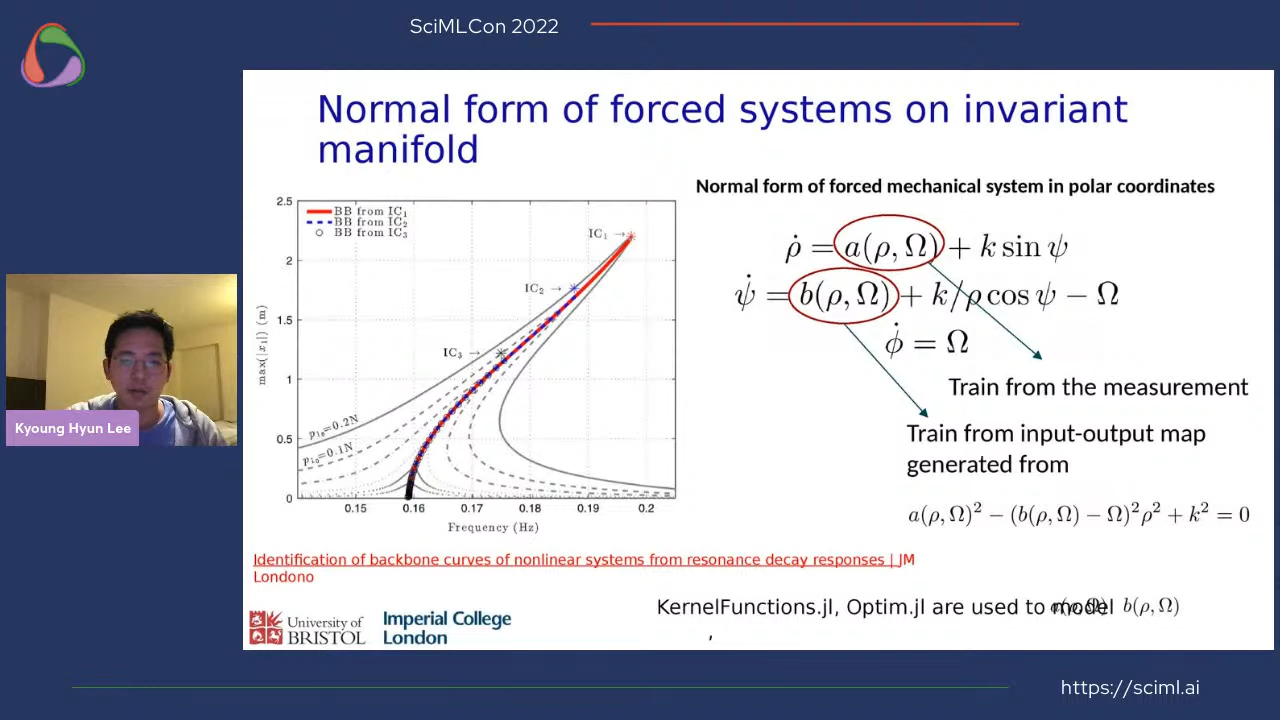 SciMLCon 2022
Normal form of forced systems on invariant
manifold
Normal form of forced mechanical system in polar coordinates
2.5
2
1.5
1
0.5
0
max(|x₁|) (m)
BB from IC₁
BB from IC₂
BB from IC₃
IC₁ →
IC₂ →
IC₃ →
p₁₀=0.2N
p₁₀=0.1N
0.15 0.16 0.17 0.18 0.19 0.2
Frequency (Hz)
ρ̇ = a(ρ, Ω) + k sin ψ
ψ̇ = b(ρ, Ω) + k/ρ cos ψ − Ω
ϕ̇ = Ω
Train from the measurement
Train from input-output map
generated from
a(ρ, Ω)² − (b(ρ, Ω) − Ω)²ρ² + k² = 0
Kyoung Hyun Lee
Identification of backbone curves of nonlinear systems from resonance decay responses | JM
Londono
KernelFunctions.jl, Optim.jl are used to model a(ρ, Ω) b(ρ, Ω)
,
University of
BRISTOL
Imperial College
London
https://sciml.ai